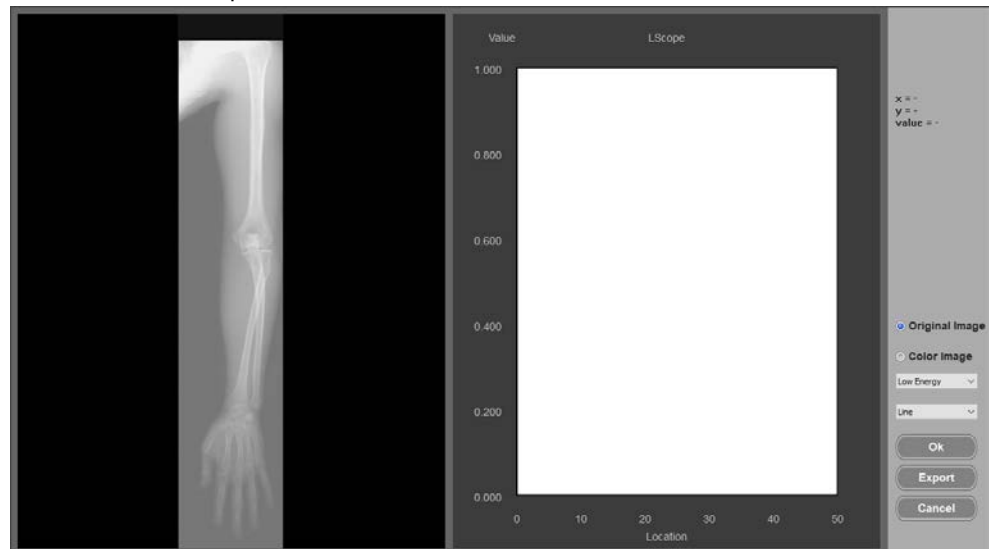 Value
LScope
1.000
0.800
0.600
0.400
0.200
0.000
0 10 20 30 40 50
Location
x = -
y = -
value = -
Original Image
Color Image
Low Energy
Line
Ok
Export
Cancel